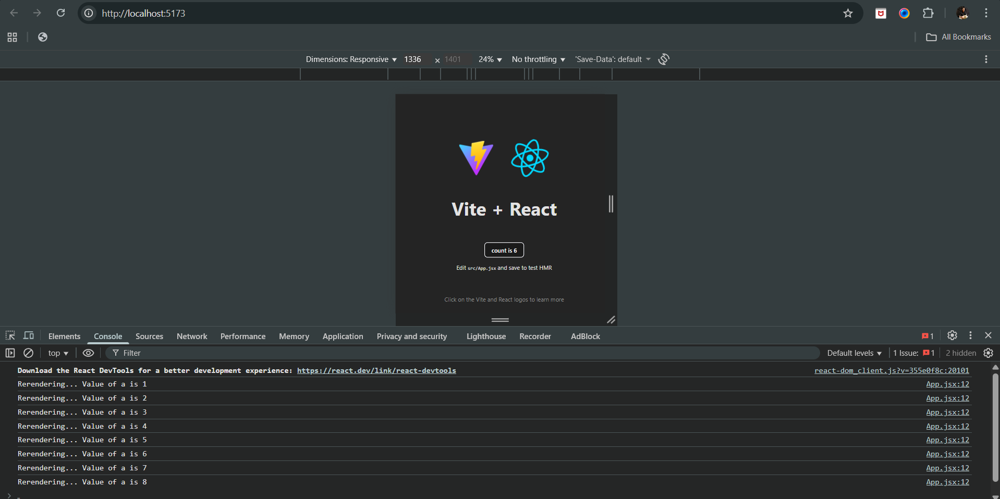 http://localhost:5173
All Bookmarks
Dimensions: Responsive 1336 × 1401 24% No throttling 'Save-Data': default
Vite + React
count is 6
Edit src/App.jsx and save to test HMR
Click on the Vite and React logos to learn more
Elements Console Sources Network Performance Memory Application Privacy and security Lighthouse Recorder AdBlock 1
top Filter Default levels 1 Issue: 1 2 hidden
Download the React DevTools for a better development experience: https://react.dev/link/react-devtools react-dom_client.js?v=355e0f8c:20101
Rerendering... Value of a is 1 App.jsx:12
Rerendering... Value of a is 2 App.jsx:12
Rerendering... Value of a is 3 App.jsx:12
Rerendering... Value of a is 4 App.jsx:12
Rerendering... Value of a is 5 App.jsx:12
Rerendering... Value of a is 6 App.jsx:12
Rerendering... Value of a is 7 App.jsx:12
Rerendering... Value of a is 8 App.jsx:12